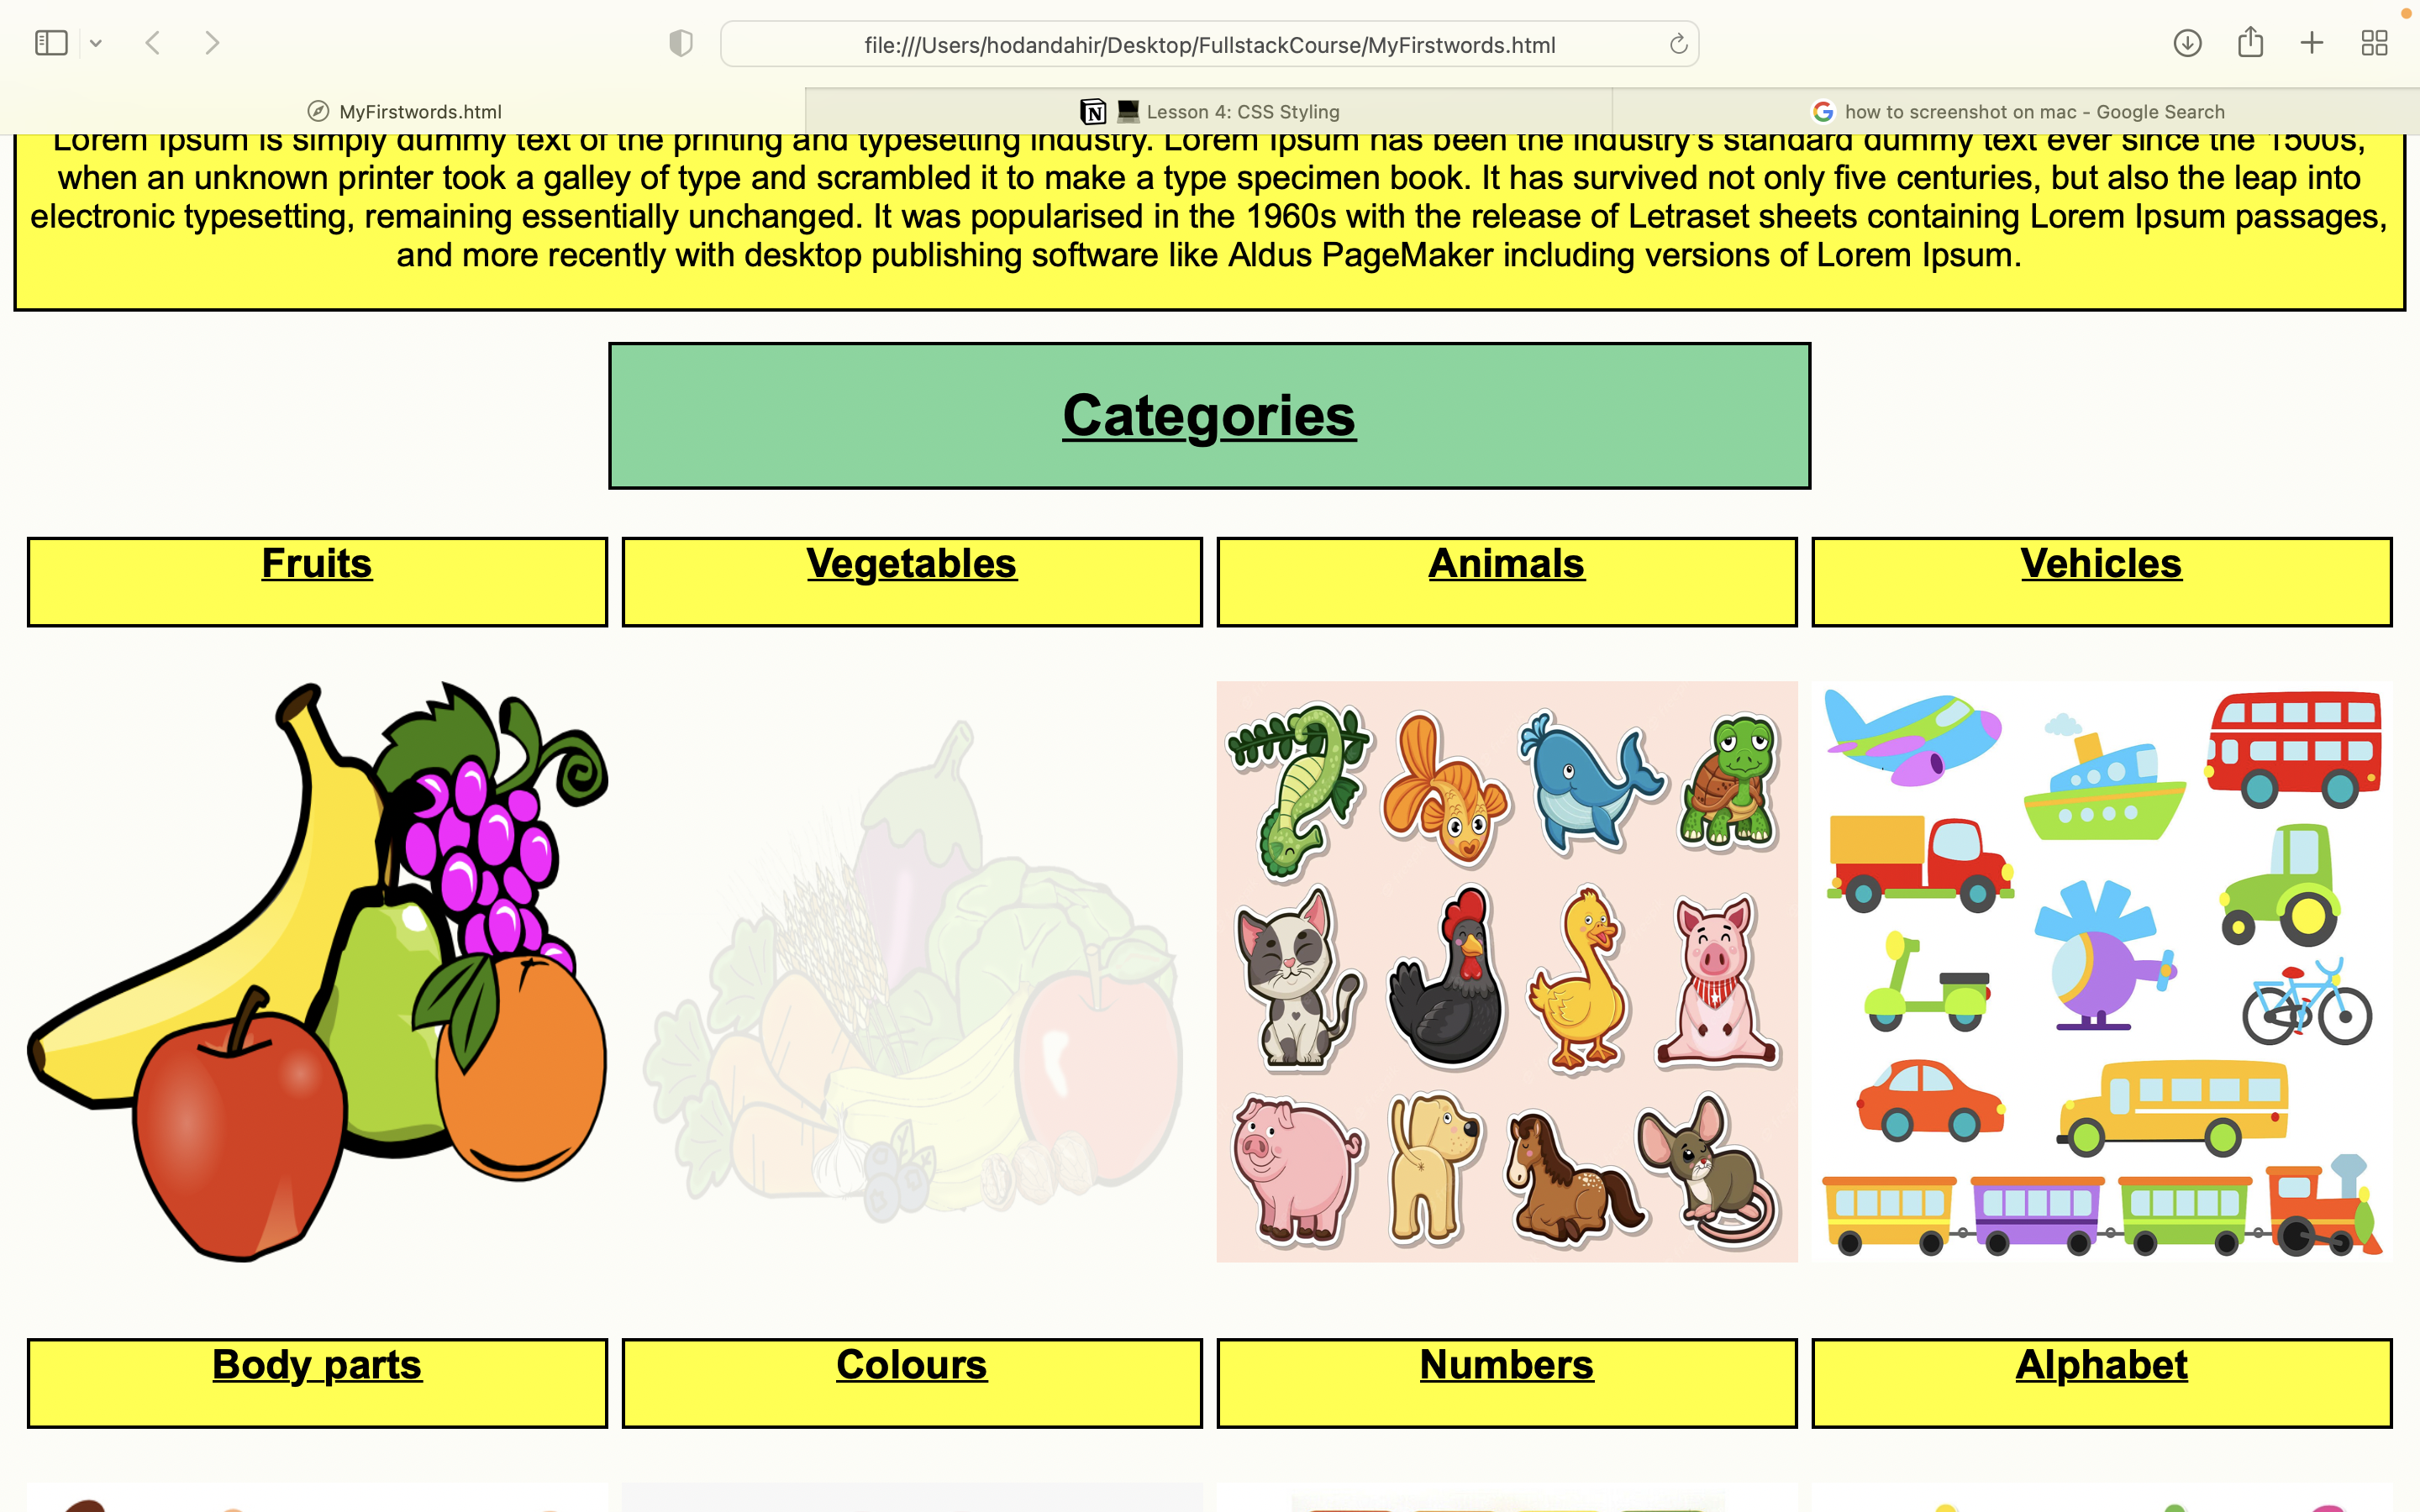 file:///Users/hodandahir/Desktop/FullstackCourse/MyFirstwords.html
MyFirstwords.html
Lesson 4: CSS Styling
how to screenshot on mac - Google Search
Lorem Ipsum is simply dummy text of the printing and typesetting industry. Lorem Ipsum has been the industry's standard dummy text ever since the 1500s,
when an unknown printer took a galley of type and scrambled it to make a type specimen book. It has survived not only five centuries, but also the leap into
electronic typesetting, remaining essentially unchanged. It was popularised in the 1960s with the release of Letraset sheets containing Lorem Ipsum passages,
and more recently with desktop publishing software like Aldus PageMaker including versions of Lorem Ipsum.
Categories
Fruits
Vegetables
Animals
Vehicles
Body parts
Colours
Numbers
Alphabet